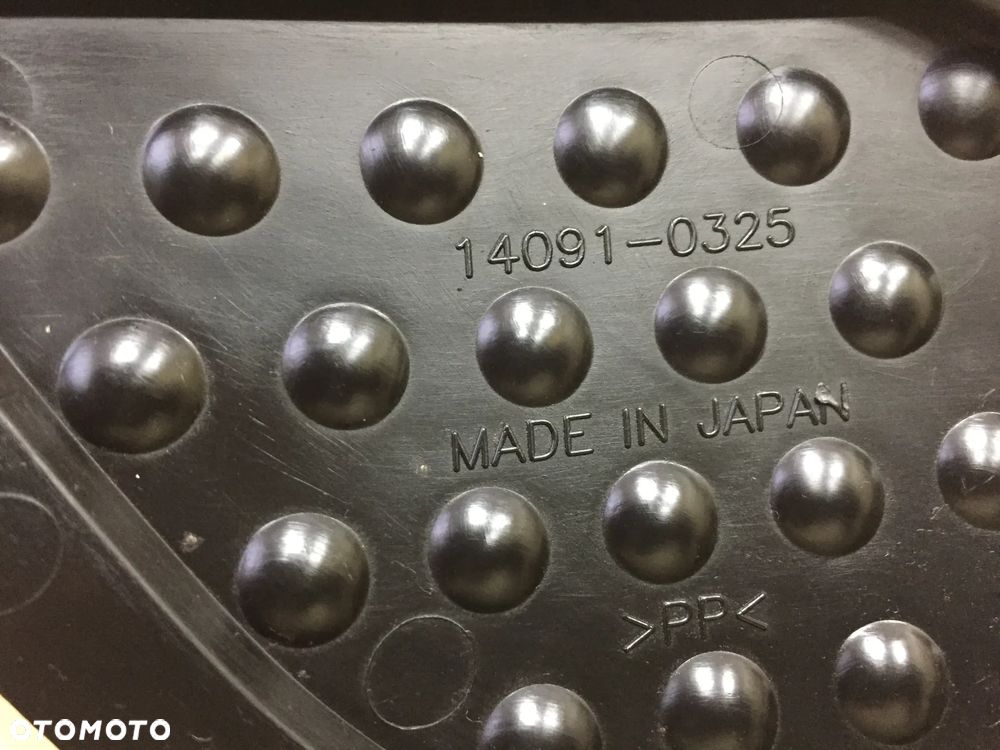 14091-0325
MADE IN JAPAN
>PP<
OTOMOTO